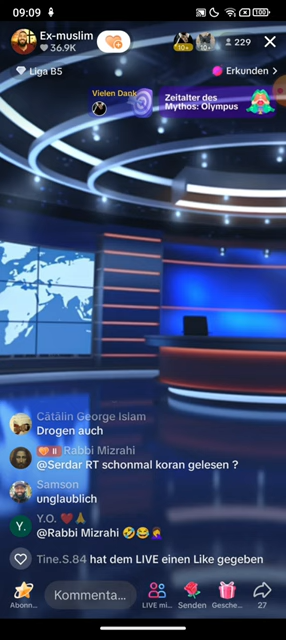 09:09
100
Ex-muslim
36.9K
10+
10+
229
Liga B5
Erkunden
Vielen Dank
Zeitalter des
Mythos: Olympus
Cătălin George Islam
Drogen auch
II Rabbi Mizrahi
@Serdar RT schonmal koran gelesen ?
Samson
unglaublich
Y.
Y.O. ❤️🙏
@Rabbi Mizrahi 🤣😂🤦‍♀️
Tine.S.84 hat dem LIVE einen Like gegeben
Abonn...
Kommenta...
LIVE mi...
Senden
Gesche...
27